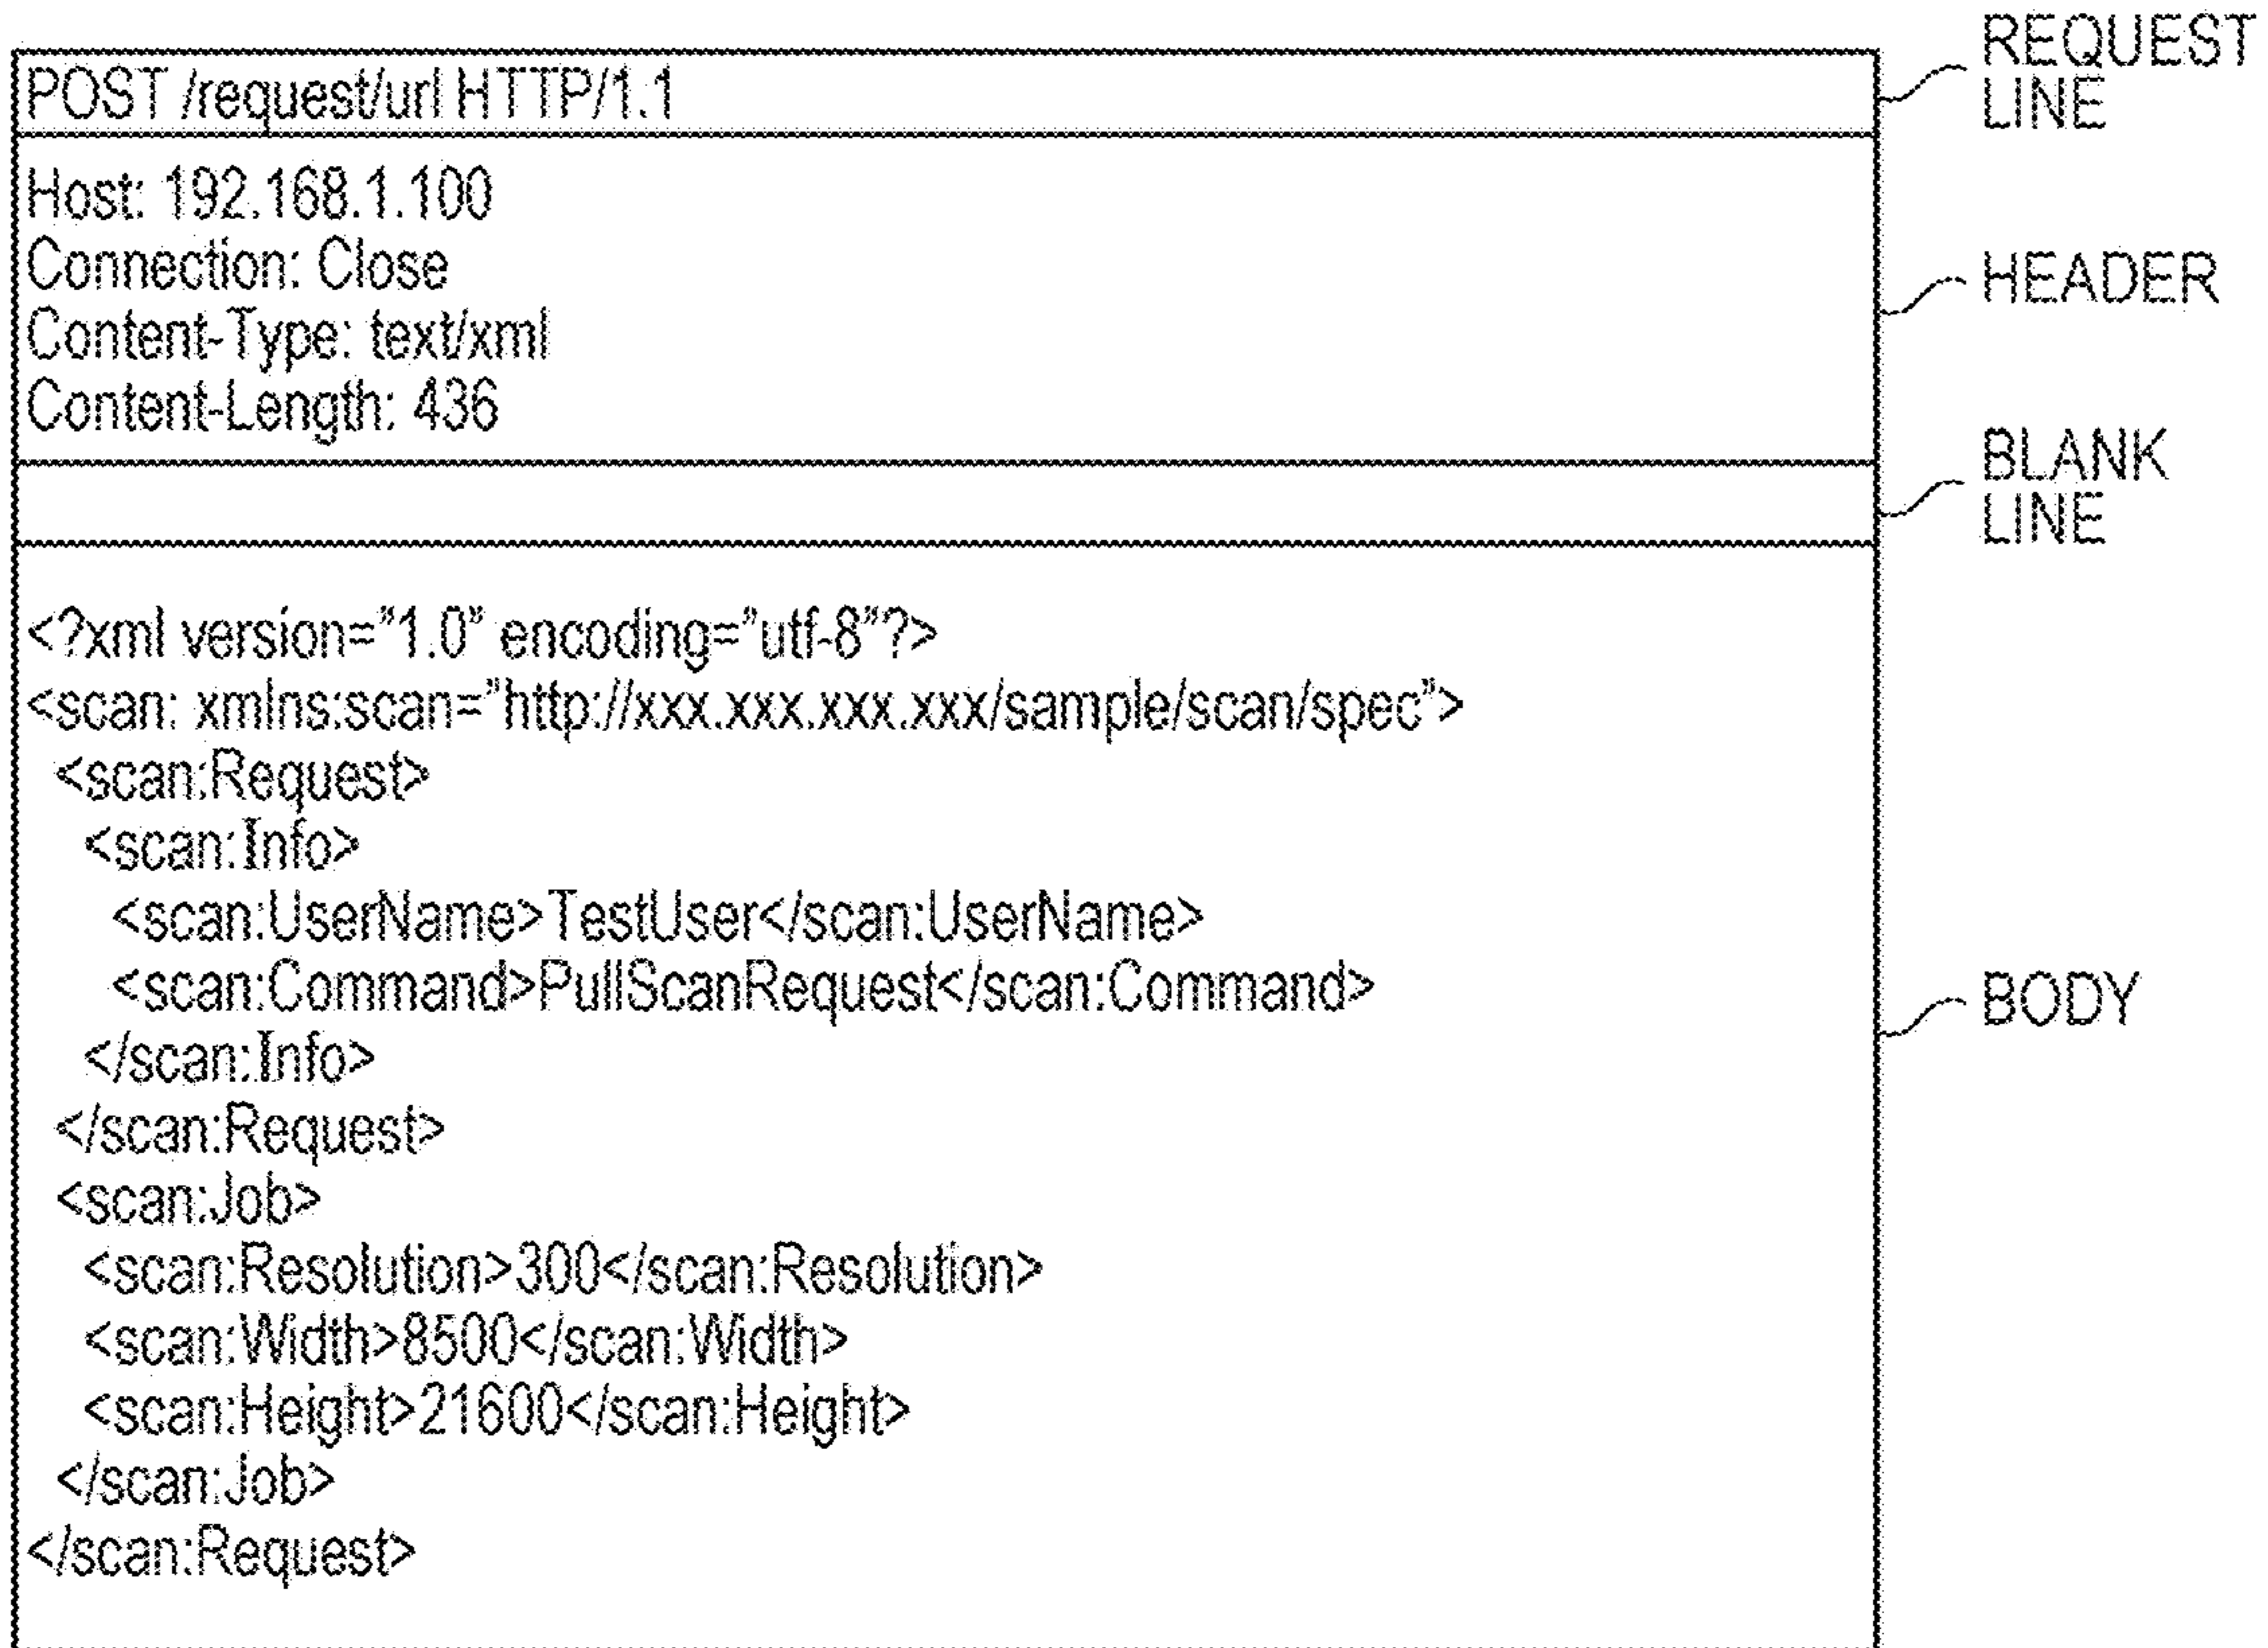 POST /request/url HTTP/1.1
REQUEST
LINE
Host: 192.168.1.100
Connection: Close
Content-Type: text/xml
Content-Length: 436
HEADER
BLANK
LINE
<?xml version="1.0" encoding="utf-8"?>
<scan: xmlns:scan="http://xxx.xxx.xxx.xxx/sample/scan/spec">
<scan:Request>
<scan:Info>
<scan:UserName>TestUser</scan:UserName>
<scan:Command>PullScanRequest</scan:Command>
</scan:Info>
</scan:Request>
<scan:Job>
<scan:Resolution>300</scan:Resolution>
<scan:Width>8500</scan:Width>
<scan:Height>21600</scan:Height>
</scan:Job>
</scan:Request>
BODY